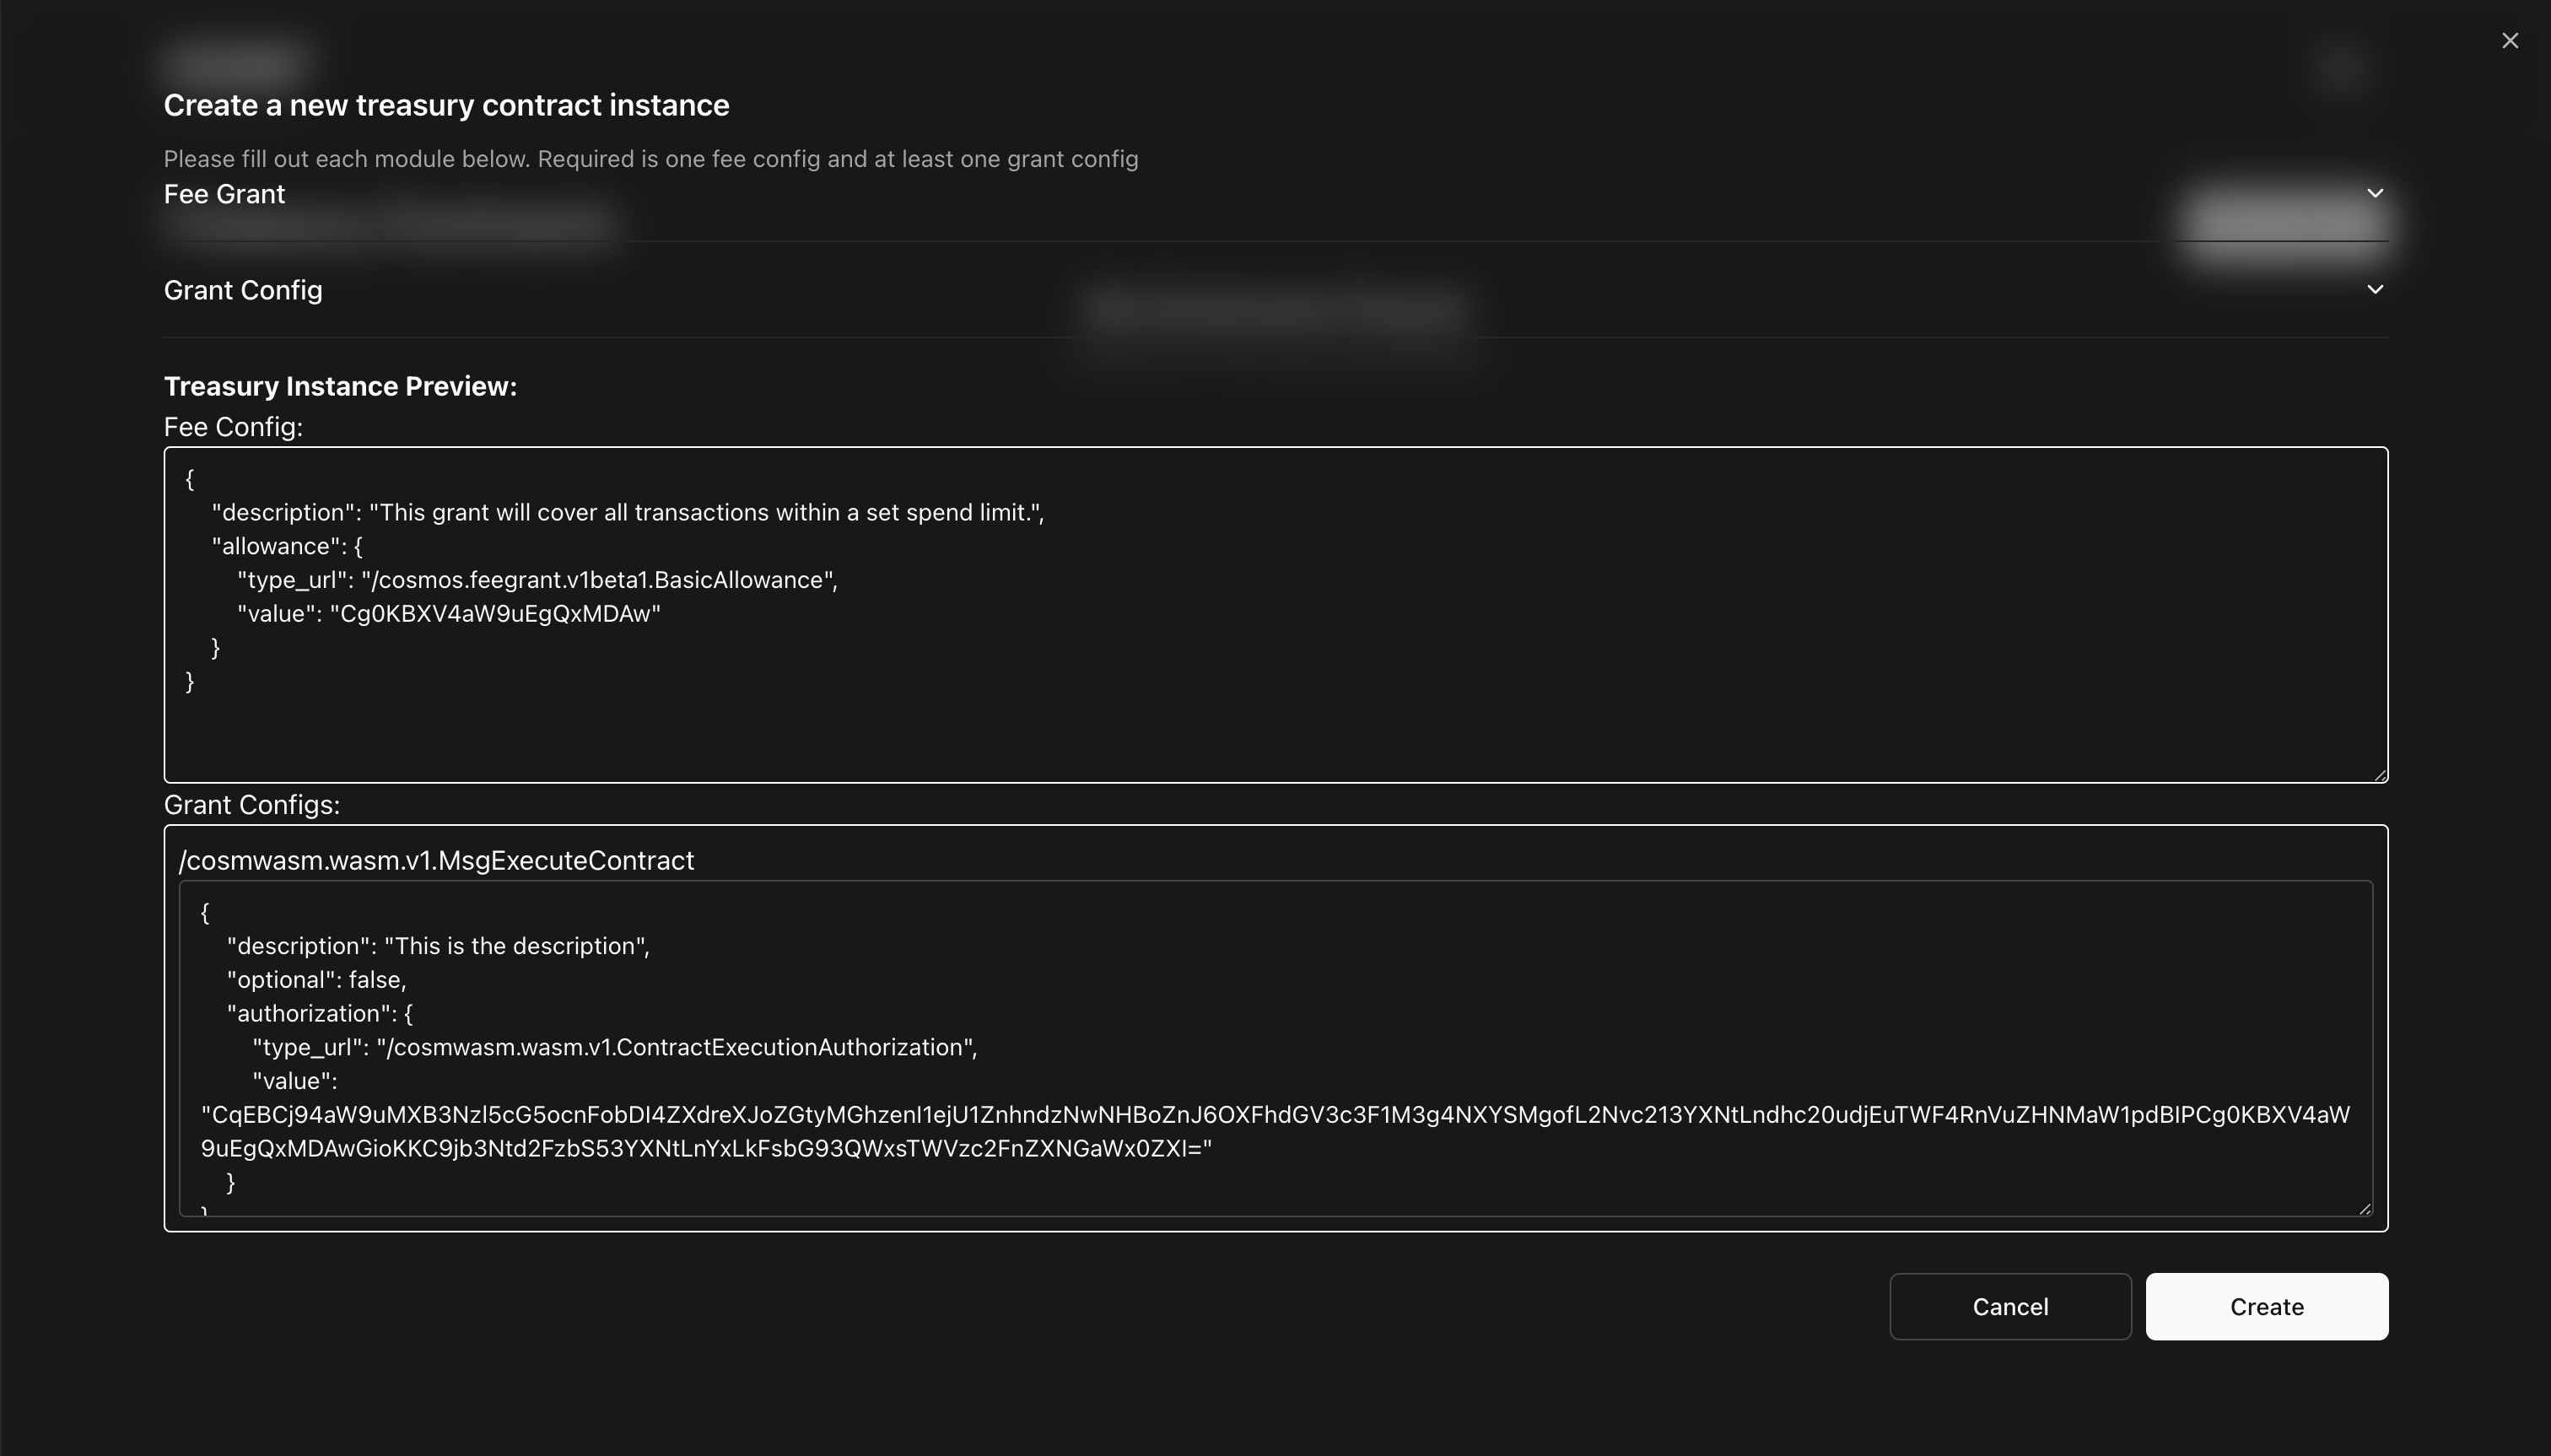 Create a new treasury contract instance
Please fill out each module below. Required is one fee config and at least one grant config
Fee Grant
Grant Config
Treasury Instance Preview:
Fee Config:
{
"description": "This grant will cover all transactions within a set spend limit.",
"allowance": {
"type_url": "/cosmos.feegrant.v1beta1.BasicAllowance",
"value": "Cg0KBXV4aW9uEgQxMDAw"
}
}
Grant Configs:
/cosmwasm.wasm.v1.MsgExecuteContract
{
"description": "This is the description",
"optional": false,
"authorization": {
"type_url": "/cosmwasm.wasm.v1.ContractExecutionAuthorization",
"value":
"CqEBCj94aW9uMXB3Nzl5cG5ocnFobDl4ZXdreXJoZGtyMGhzenI1ejU1ZnhndzNwNHBoZnJ6OXFhdGV3c3F1M3g4NXYSMgofL2Nvc213YXNtLndhc20udjEuTWF4RnVuZHNMaW1pdBIPCg0KBXV4aW
9uEgQxMDAwGioKKC9jb3Ntd2FzbS53YXNtLnYxLkFsbG93QWxsTWVzc2FnZXNGaWx0ZXI="
}
}
Cancel
Create